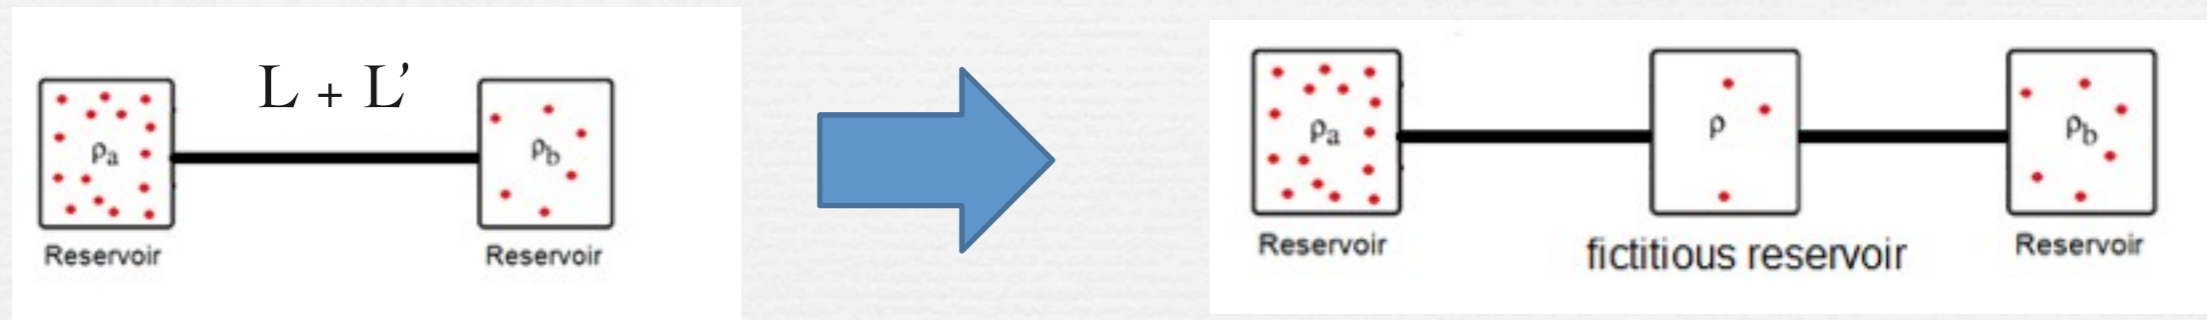 L + L’
ρa
ρb
Reservoir
Reservoir
ρa
ρ
ρb
Reservoir
fictitious reservoir
Reservoir